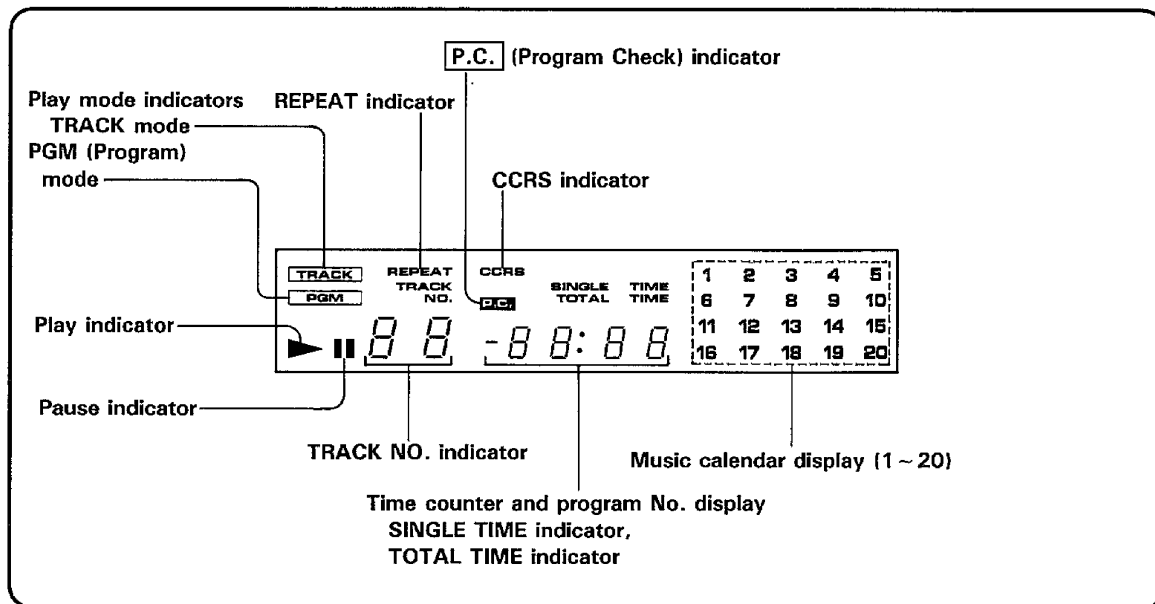 P.C. (Program Check) indicator
Play mode indicators
TRACK mode
PGM (Program)
mode
REPEAT indicator
CCRS indicator
TRACK
PGM
REPEAT
TRACK
NO.
CCRS
P.C.
SINGLE TIME
TOTAL TIME
88
-88:88
1 2 3 4 5
6 7 8 9 10
11 12 13 14 15
16 17 18 19 20
Play indicator
Pause indicator
TRACK NO. indicator
Music calendar display (1~20)
Time counter and program No. display
SINGLE TIME indicator,
TOTAL TIME indicator